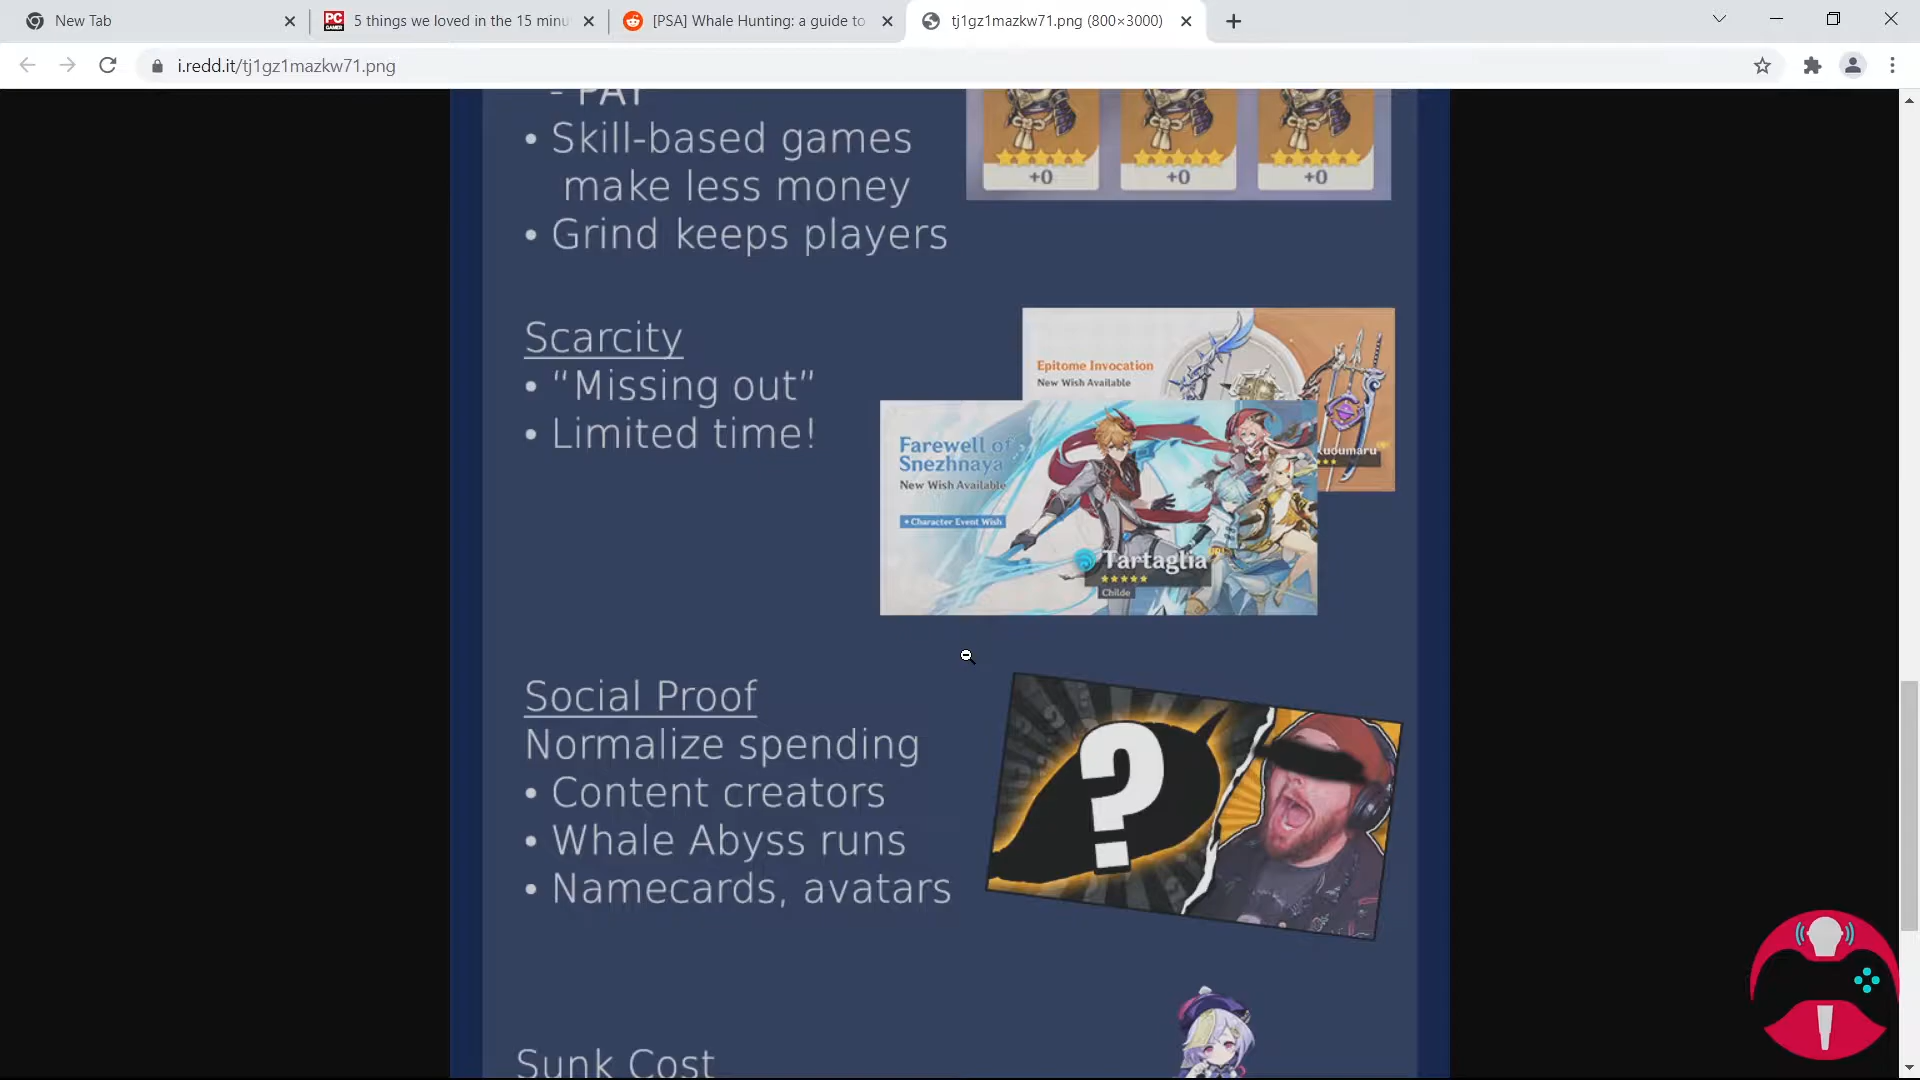 New Tab
5 things we loved in the 15 minu
[PSA] Whale Hunting: a guide to
tj1gz1mazkw71.png (800×3000)
i.redd.it/tj1gz1mazkw71.png
- PAY
• Skill-based games
make less money
• Grind keeps players
+0 +0 +0
Scarcity
• “Missing out”
• Limited time!
Epitome Invocation
New Wish Available
Farewell of
Snezhnaya
New Wish Available
Character Event Wish
Tartaglia
Childe
Social Proof
Normalize spending
• Content creators
• Whale Abyss runs
• Namecards, avatars
?
Sunk Cost